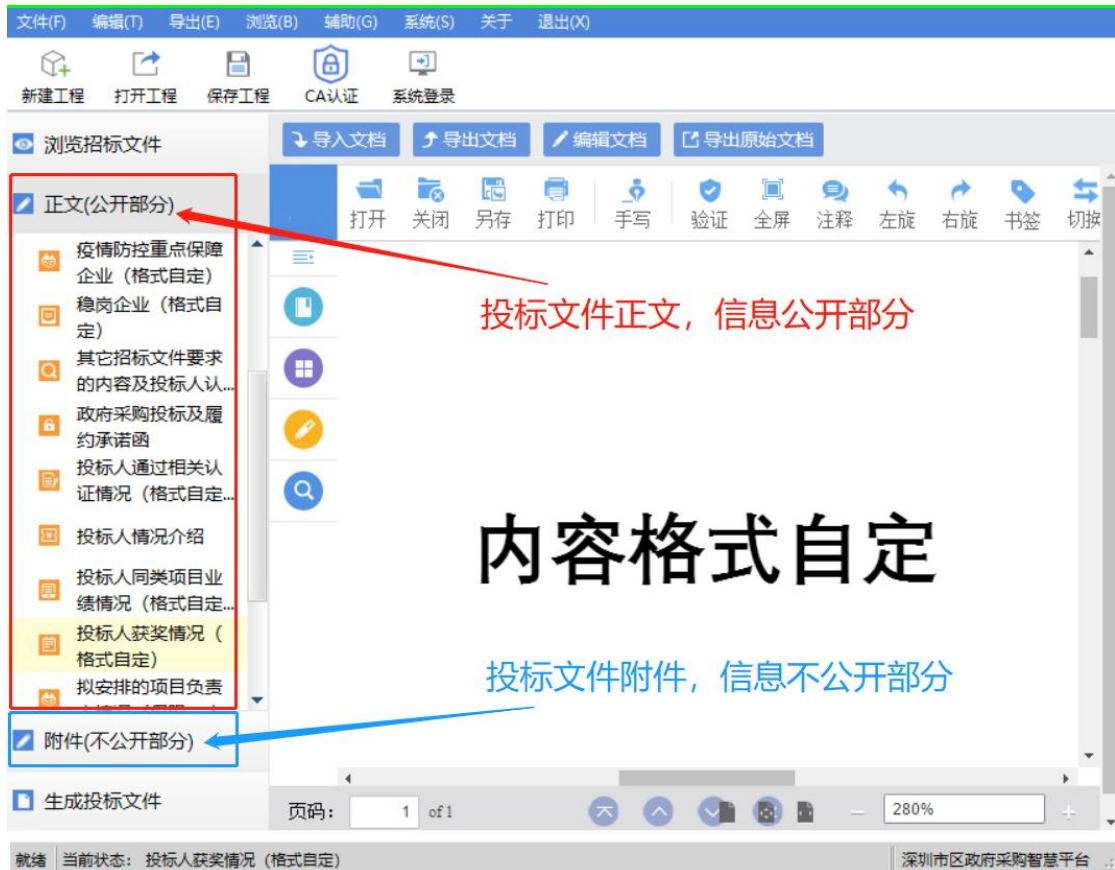 文件(F) 编辑(T) 导出(E) 浏览(B) 辅助(G) 系统(S) 关于 退出(X)
新建工程 打开工程 保存工程 CA认证 系统登录
浏览招标文件
导入文档 导出文档 编辑文档 导出原始文档
正文(公开部分)
打开 关闭 另存 打印 手写 验证 全屏 注释 左旋 右旋 书签 切换
疫情防控重点保障
企业（格式自定）
稳岗企业（格式自
定）
其它招标文件要求
的内容及投标人认...
政府采购投标及履
约承诺函
投标人通过相关认
证情况（格式自定...
投标人情况介绍
投标人同类项目业
绩情况（格式自定...
投标人获奖情况（
格式自定）
拟安排的项目负责
投标文件正文，信息公开部分
内容格式自定
投标文件附件，信息不公开部分
附件(不公开部分)
生成投标文件
页码： 1 of 1 280%
就绪 当前状态：投标人获奖情况（格式自定） 深圳市区政府采购智慧平台